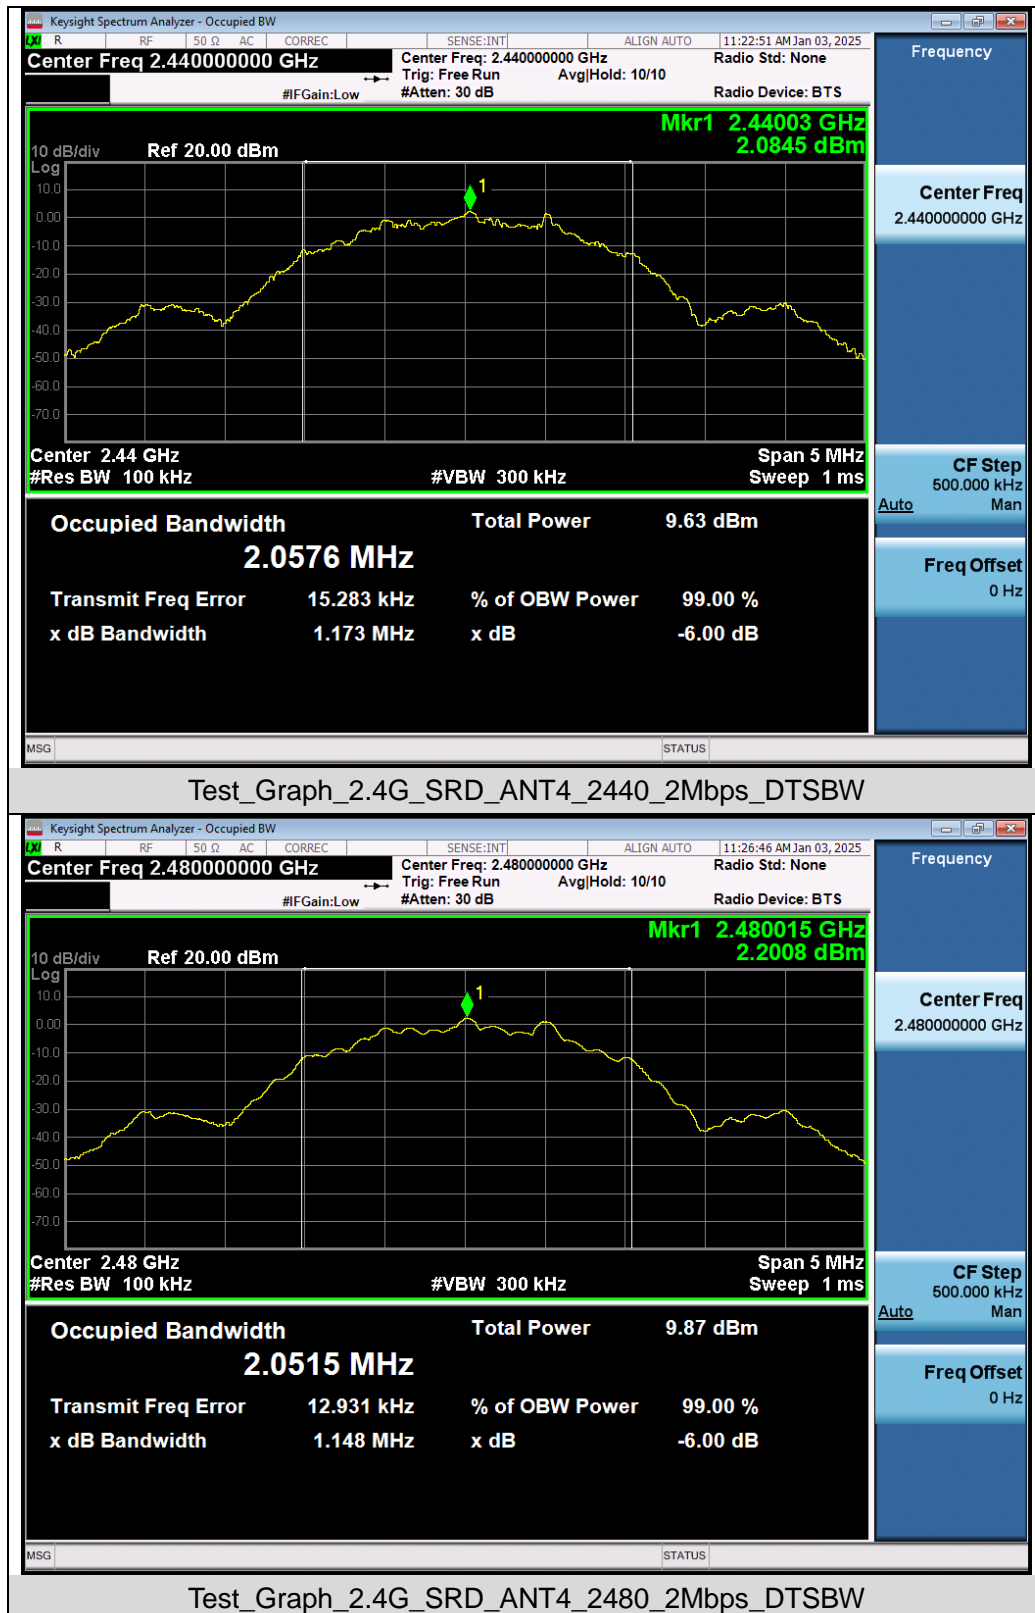 Keysight Spectrum Analyzer - Occupied BW
LXI R RF 50 Ω AC CORREC SENSE:INT ALIGN AUTO 11:22:51 AM Jan 03, 2025
Center Freq 2.440000000 GHz
Center Freq: 2.440000000 GHz
Radio Std: None
Trig: Free Run Avg|Hold: 10/10
#IFGain:Low
#Atten: 30 dB
Radio Device: BTS
Mkr1 2.44003 GHz
2.0845 dBm
10 dB/div Ref 20.00 dBm
Log
10.0
1
0.00
-10.0
-20.0
-30.0
-40.0
-50.0
-60.0
-70.0
Center 2.44 GHz Span 5 MHz
#Res BW 100 kHz #VBW 300 kHz Sweep 1 ms
Occupied Bandwidth Total Power 9.63 dBm
2.0576 MHz
Transmit Freq Error 15.283 kHz % of OBW Power 99.00 %
x dB Bandwidth 1.173 MHz x dB -6.00 dB
MSG STATUS
Frequency
Center Freq
2.440000000 GHz
CF Step
500.000 kHz
Auto Man
Freq Offset
0 Hz
Test_Graph_2.4G_SRD_ANT4_2440_2Mbps_DTSBW
Keysight Spectrum Analyzer - Occupied BW
LXI R RF 50 Ω AC CORREC SENSE:INT ALIGN AUTO 11:26:46 AM Jan 03, 2025
Center Freq 2.480000000 GHz
Center Freq: 2.480000000 GHz
Radio Std: None
Trig: Free Run Avg|Hold: 10/10
#IFGain:Low
#Atten: 30 dB
Radio Device: BTS
Mkr1 2.480015 GHz
2.2008 dBm
10 dB/div Ref 20.00 dBm
Log
10.0
1
0.00
-10.0
-20.0
-30.0
-40.0
-50.0
-60.0
-70.0
Center 2.48 GHz Span 5 MHz
#Res BW 100 kHz #VBW 300 kHz Sweep 1 ms
Occupied Bandwidth Total Power 9.87 dBm
2.0515 MHz
Transmit Freq Error 12.931 kHz % of OBW Power 99.00 %
x dB Bandwidth 1.148 MHz x dB -6.00 dB
MSG STATUS
Frequency
Center Freq
2.480000000 GHz
CF Step
500.000 kHz
Auto Man
Freq Offset
0 Hz
Test_Graph_2.4G_SRD_ANT4_2480_2Mbps_DTSBW